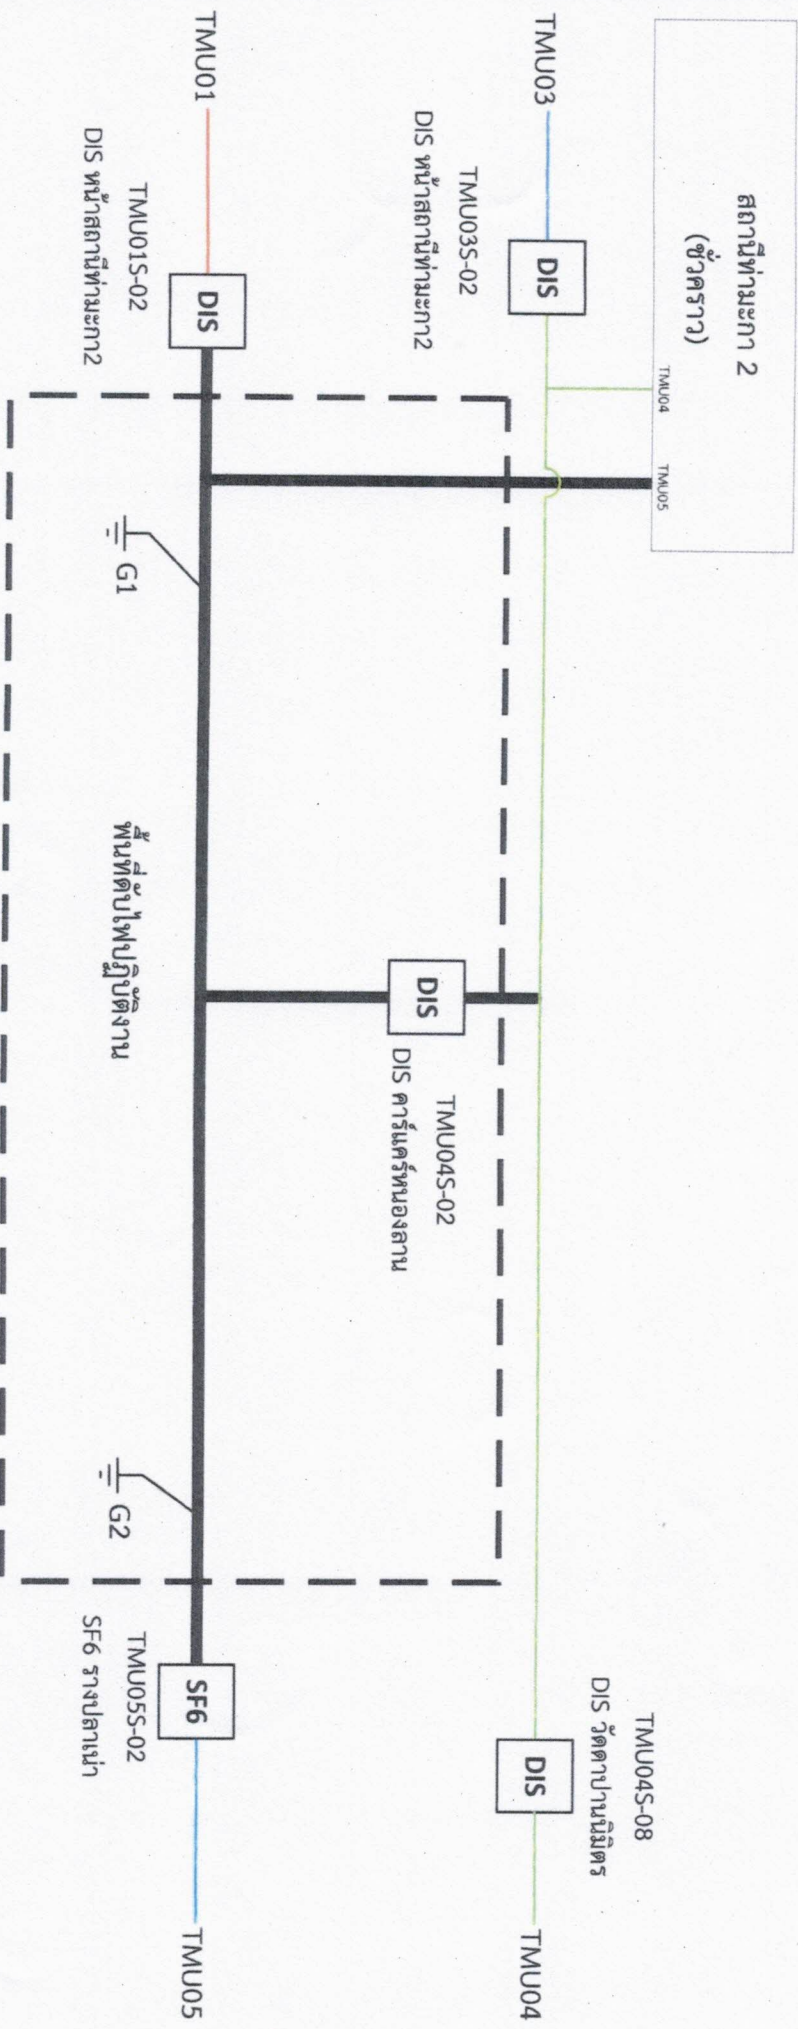 สถานีท่ามะกา 2
(ชั่วคราว)
TMU04
TMU05
TMU03
DIS
TMU03S-02
DIS หน้าสถานีท่ามะกา2
TMU01
DIS
TMU01S-02
DIS หน้าสถานีท่ามะกา2
G1
DIS
TMU04S-02
DIS คาร์แคร์หนองลาน
พื้นที่ดับไฟปฏิบัติงาน
G2
TMU04S-08
DIS วัดดาปานนิมิตร
DIS
TMU04
SF6
TMU05S-02
SF6 รางปลาเน่า
TMU05